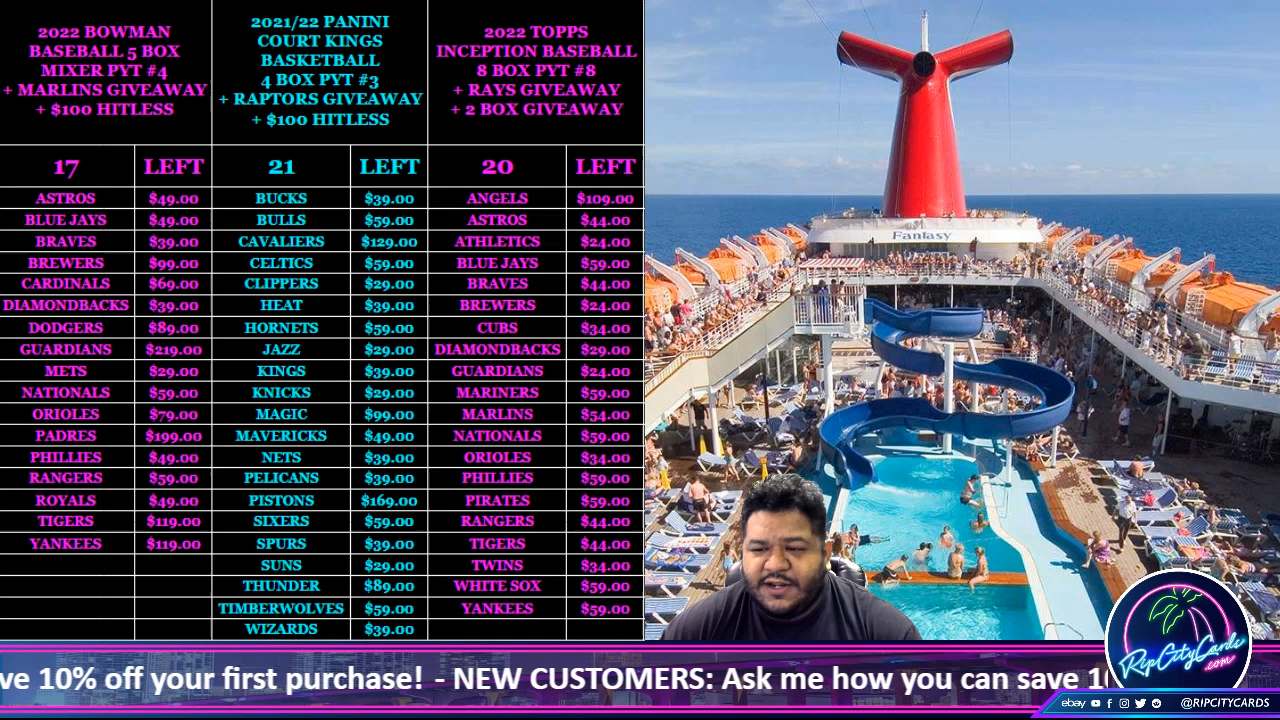 2022 BOWMAN
BASEBALL 5 BOX
MIXER PYT #4
+ MARLINS GIVEAWAY
+ $100 HITLESS
17 LEFT
ASTROS $49.00
BLUE JAYS $49.00
BRAVES $39.00
BREWERS $99.00
CARDINALS $69.00
DIAMONDBACKS $39.00
DODGERS $89.00
GUARDIANS $219.00
METS $29.00
NATIONALS $59.00
ORIOLES $79.00
PADRES $199.00
PHILLIES $49.00
RANGERS $59.00
ROYALS $49.00
TIGERS $119.00
YANKEES $119.00
2021/22 PANINI
COURT KINGS
BASKETBALL
4 BOX PYT #3
+ RAPTORS GIVEAWAY
+ $100 HITLESS
21 LEFT
BUCKS $39.00
BULLS $59.00
CAVALIERS $129.00
CELTICS $59.00
CLIPPERS $29.00
HEAT $39.00
HORNETS $59.00
JAZZ $29.00
KINGS $39.00
KNICKS $29.00
MAGIC $99.00
MAVERICKS $49.00
NETS $39.00
PELICANS $39.00
PISTONS $169.00
SIXERS $59.00
SPURS $39.00
SUNS $29.00
THUNDER $89.00
TIMBERWOLVES $59.00
WIZARDS $39.00
2022 TOPPS
INCEPTION BASEBALL
8 BOX PYT #8
+ RAYS GIVEAWAY
+ 2 BOX GIVEAWAY
20 LEFT
ANGELS $109.00
ASTROS $44.00
ATHLETICS $24.00
BLUE JAYS $59.00
BRAVES $44.00
BREWERS $24.00
CUBS $34.00
DIAMONDBACKS $29.00
GUARDIANS $24.00
MARINERS $59.00
MARLINS $54.00
NATIONALS $59.00
ORIOLES $34.00
PHILLIES $59.00
PIRATES $59.00
RANGERS $44.00
TIGERS $44.00
TWINS $34.00
WHITE SOX $59.00
YANKEES $59.00
Fantasy
ve 10% off your first purchase! - NEW CUSTOMERS: Ask me how you can save 1
RipCityCards
.com
ebay @RIPCITYCARDS